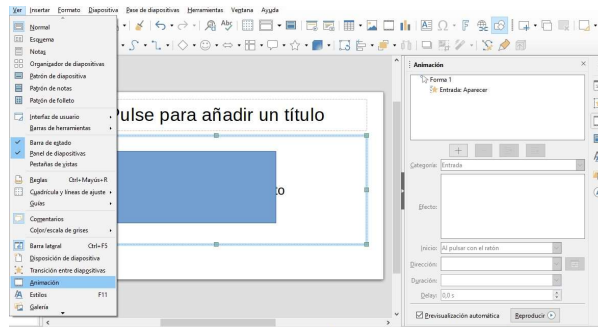 Ver Insertar Formato Diapositiva Pase de diapositivas Herramientas Ventana Ayuda
Normal
Esquema
Notas
Organizador de diapositivas
Patrón de diapositiva
Patrón de notas
Patrón de folleto
Interfaz de usuario
Barras de herramientas
Barra de estado
Panel de diapositivas
Pestañas de vistas
Reglas Ctrl+Mayús+R
Cuadrícula y líneas de ajuste
Guías
Comentarios
Color/escala de grises
Barra lateral Ctrl+F5
Disposición de diapositiva
Transición entre diapositivas
Animación
Estilos F11
Galería
Pulse para añadir un título
to
Animación
Forma 1
Entrada: Aparecer
Categoría: Entrada
Efecto:
Inicio: Al pulsar con el ratón
Dirección:
Duración:
Delay: 0,0 s
Previsualización automática Reproducir